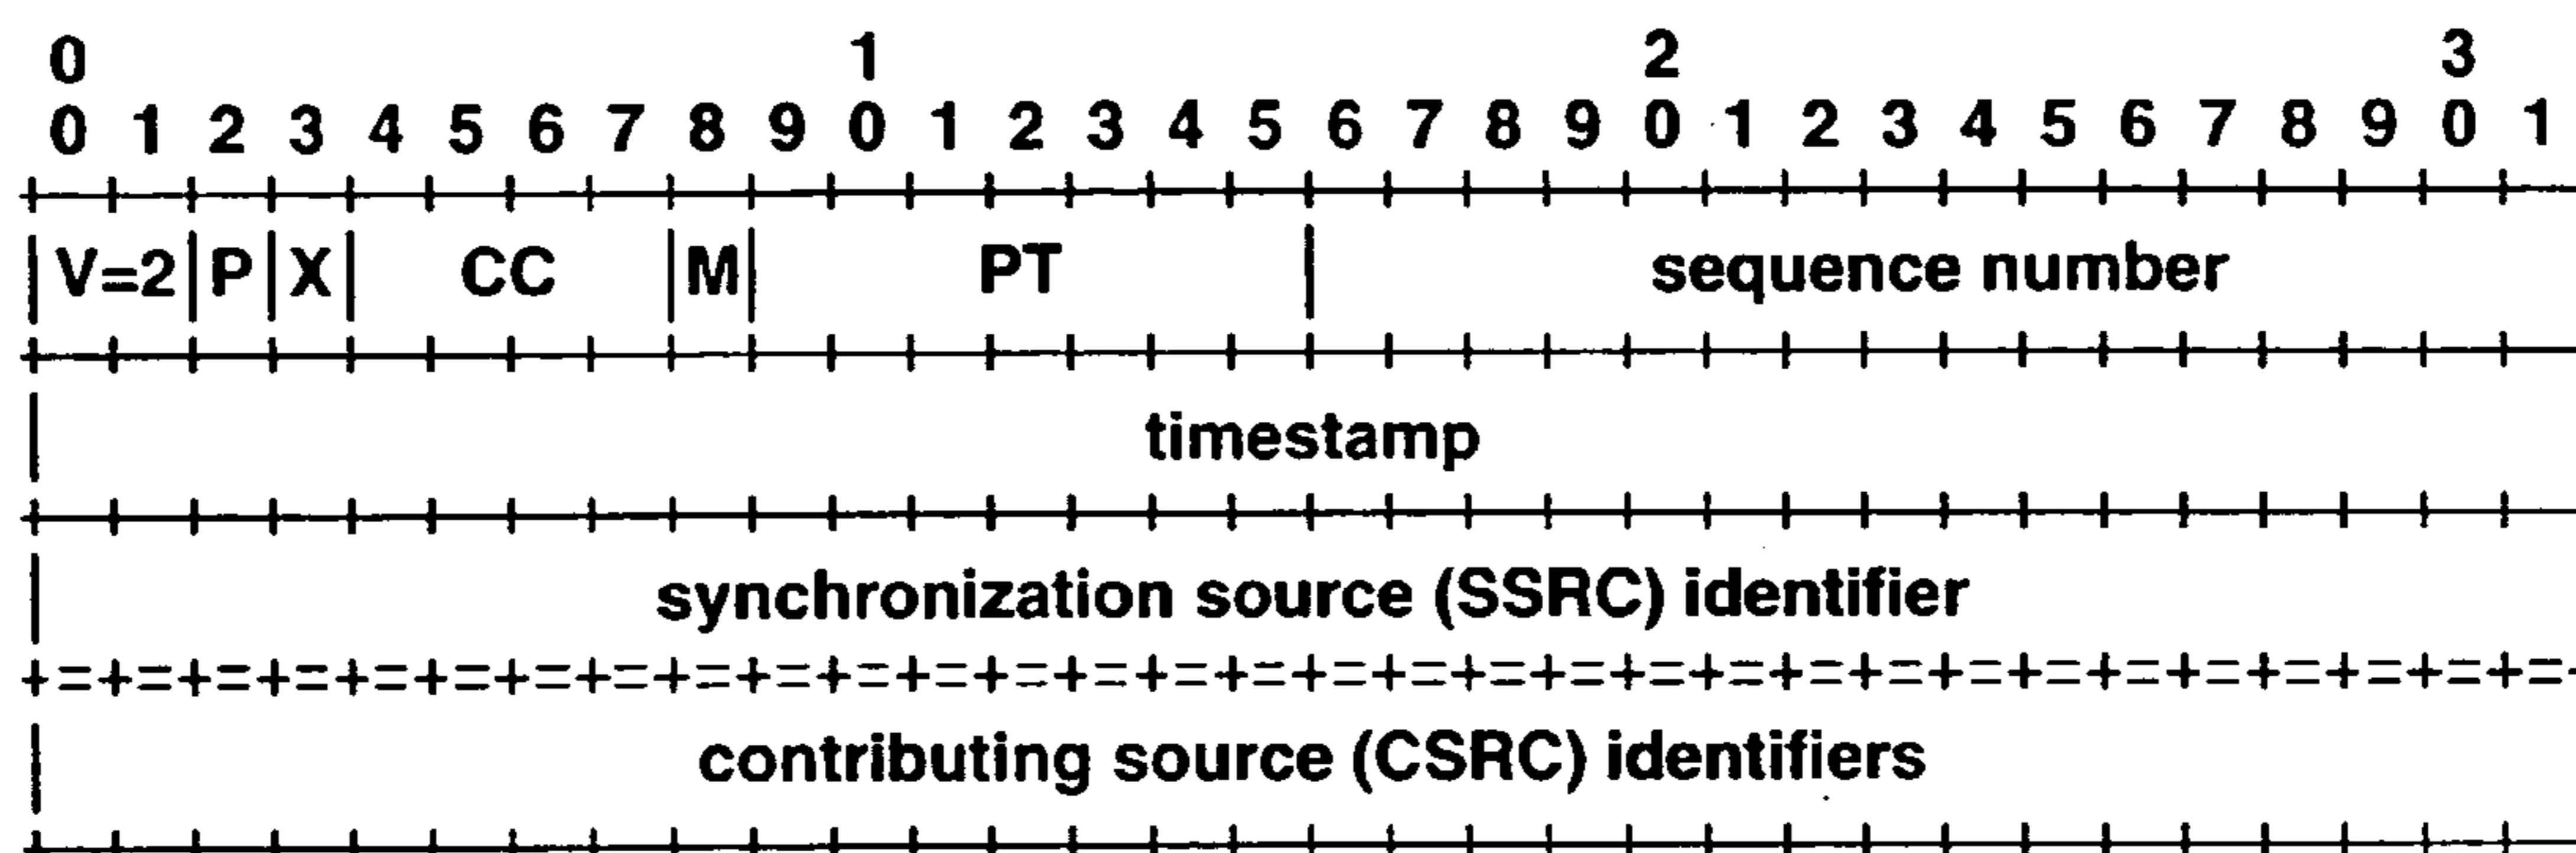 0 1 2 3
0 1 2 3 4 5 6 7 8 9 0 1 2 3 4 5 6 7 8 9 0 1 2 3 4 5 6 7 8 9 0 1
|V=2|P|X| CC |M| PT | sequence number
| timestamp
| synchronization source (SSRC) identifier
+=+=+=+=+=+=+=+=+=+=+=+=+=+=+=+=+=+=+=+=+=+=+=+=+=+=+=+=+=+=+=+=
| contributing source (CSRC) identifiers